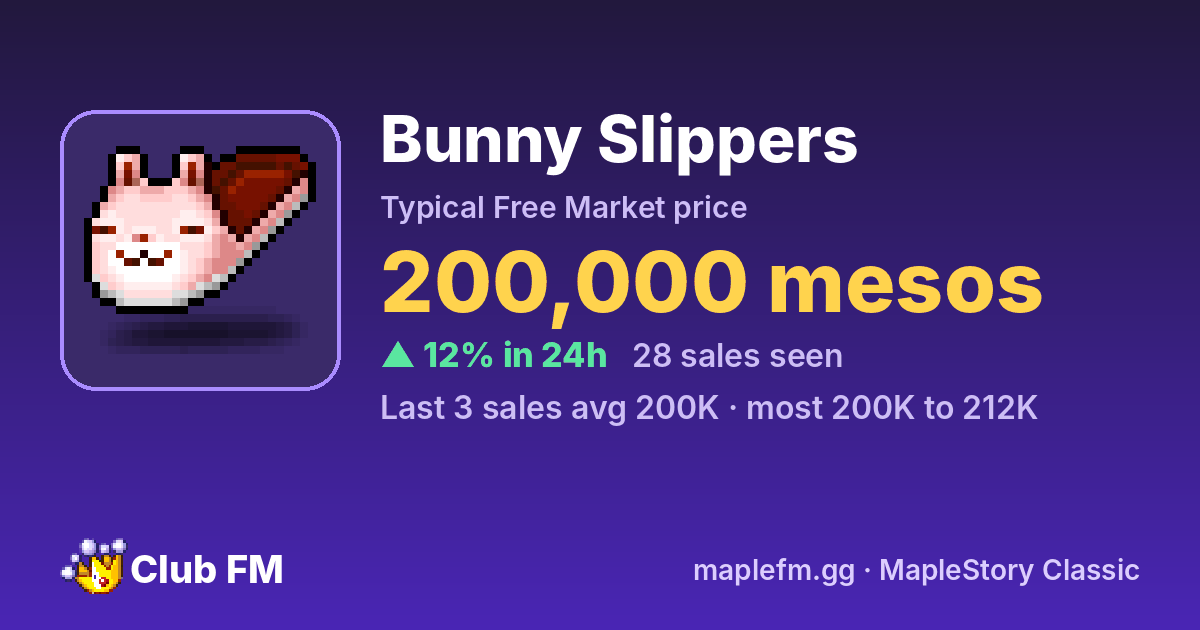 Bunny Slippers
Typical Free Market price
200,000 mesos
▲ 12% in 24h 28 sales seen
Last 3 sales avg 200K · most 200K to 212K
Club FM
maplefm.gg · MapleStory Classic